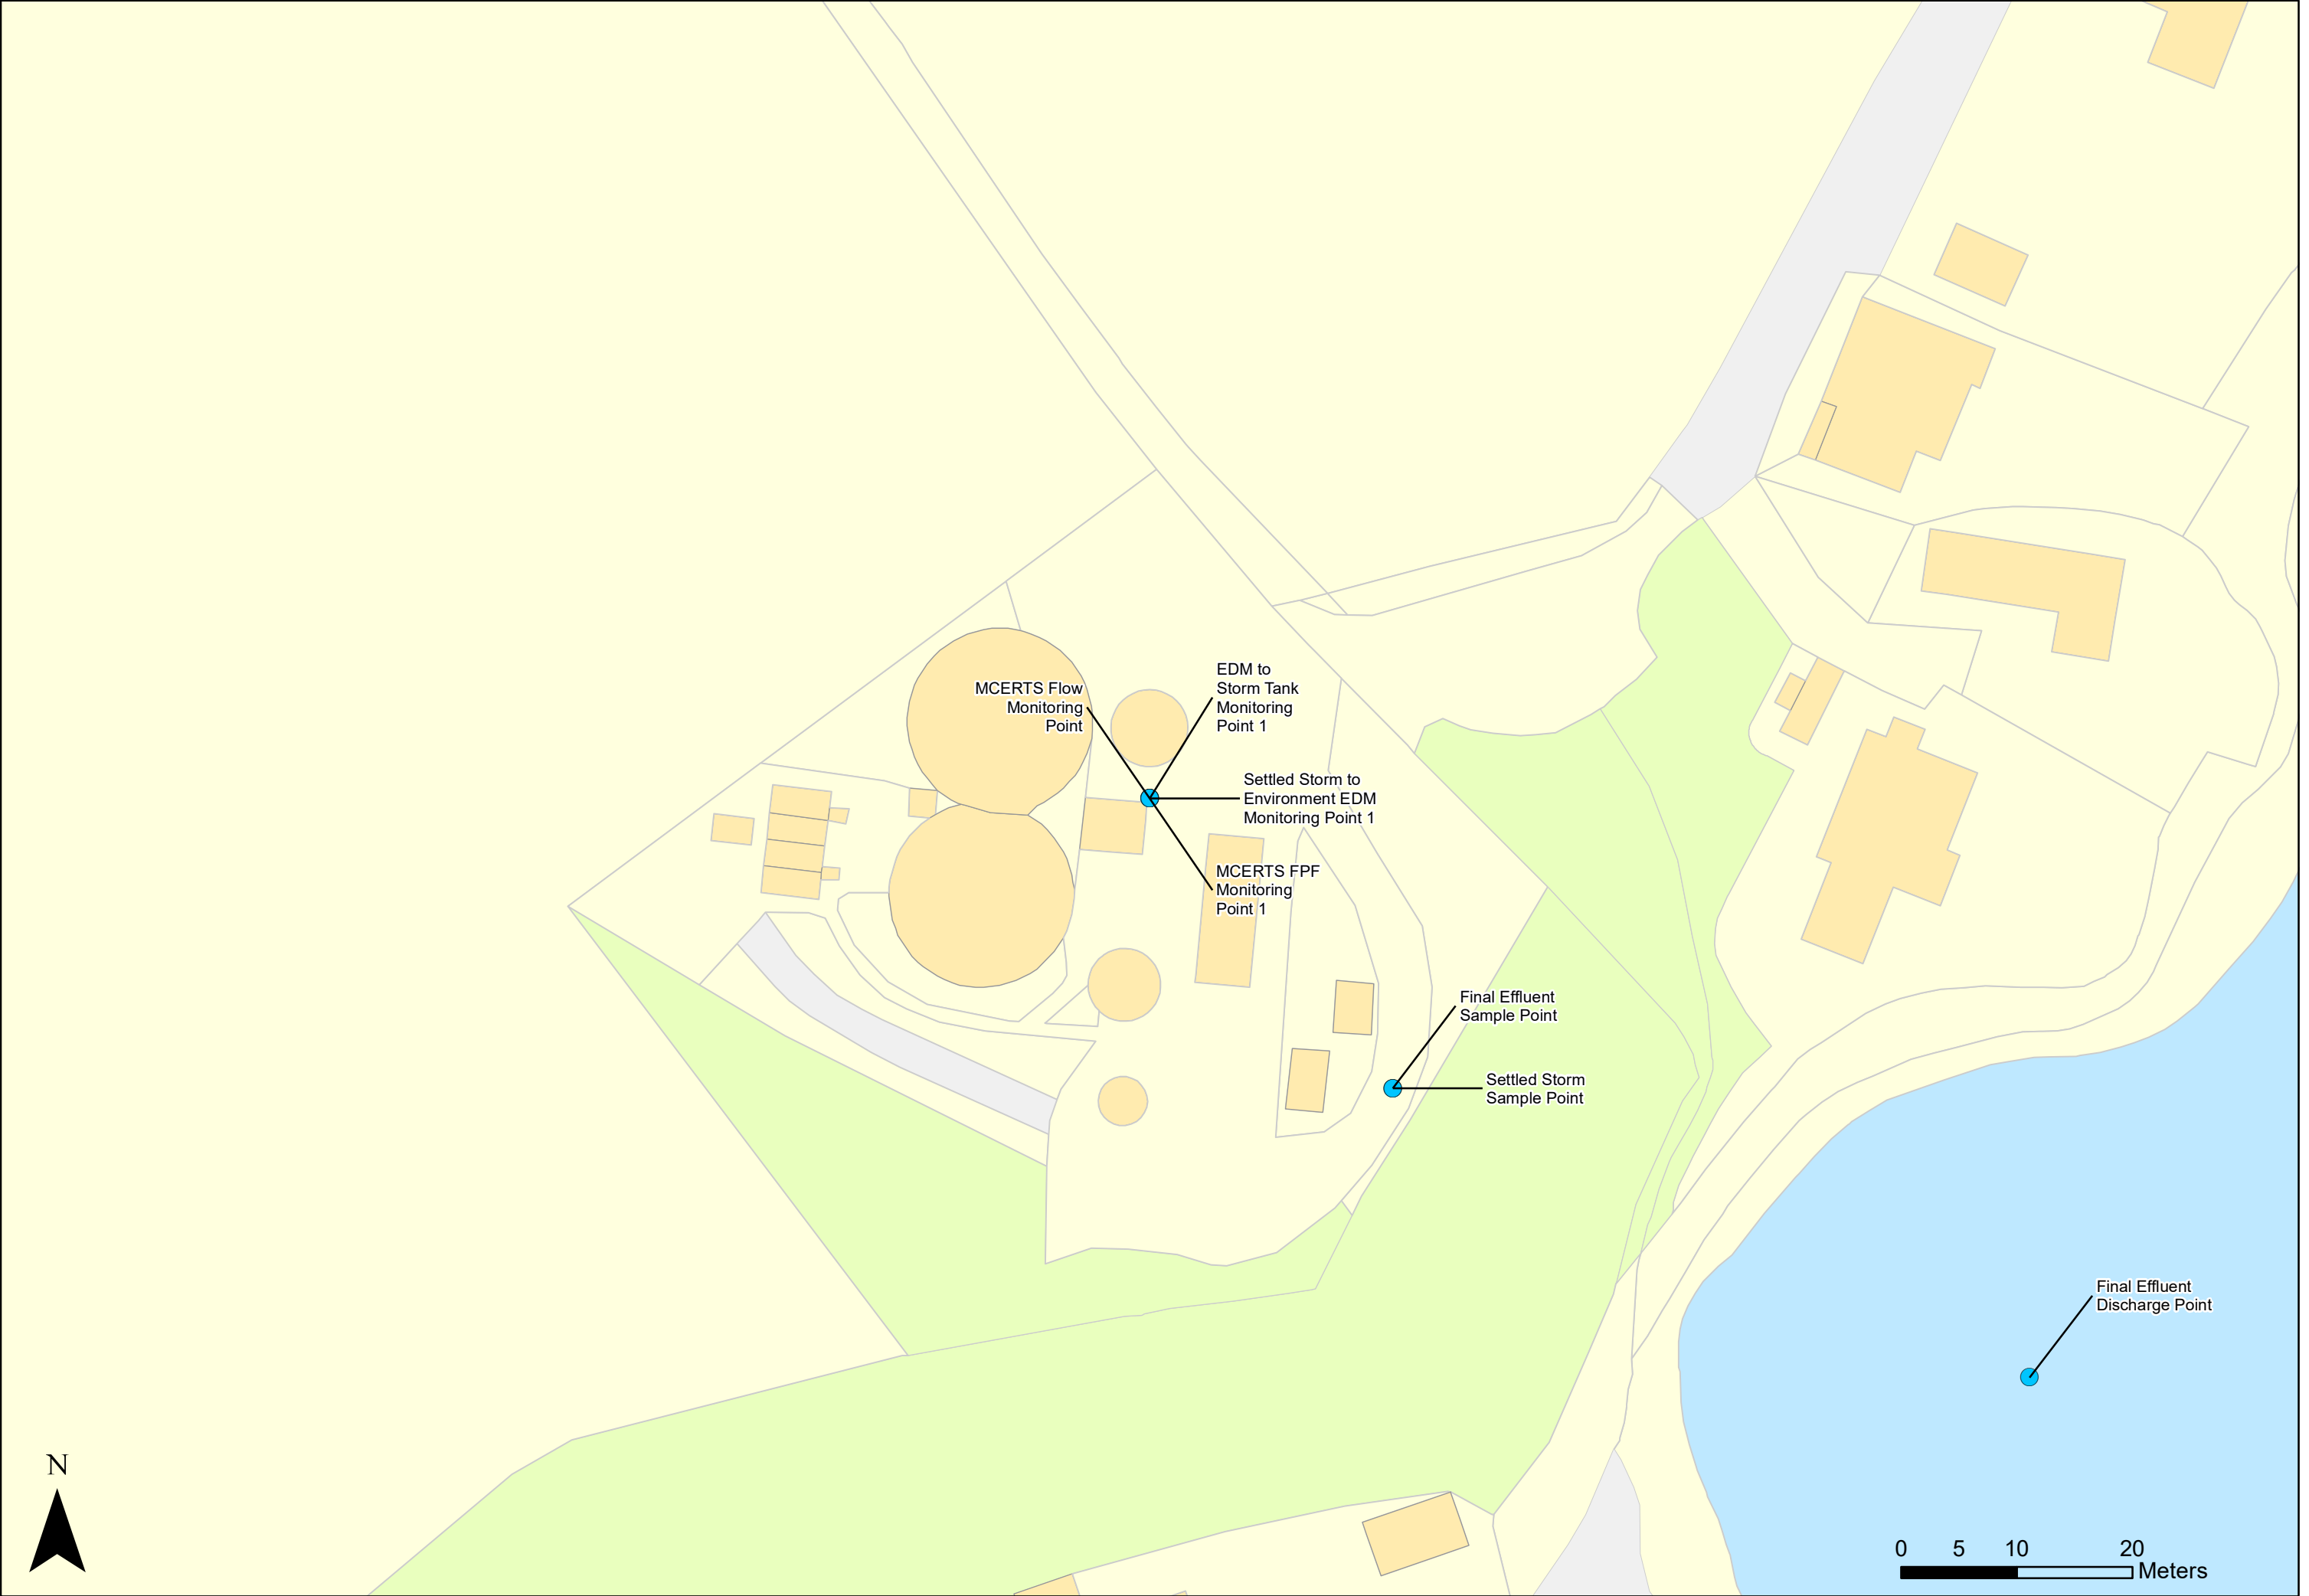 EDM to
Storm Tank
Monitoring
Point 1
MCERTS Flow
Monitoring
Point
Settled Storm to
Environment EDM
Monitoring Point 1
MCERTS FPF
Monitoring
Point 1
Final Effluent
Sample Point
Settled Storm
Sample Point
Final Effluent
Discharge Point
N
0 5 10 20
Meters